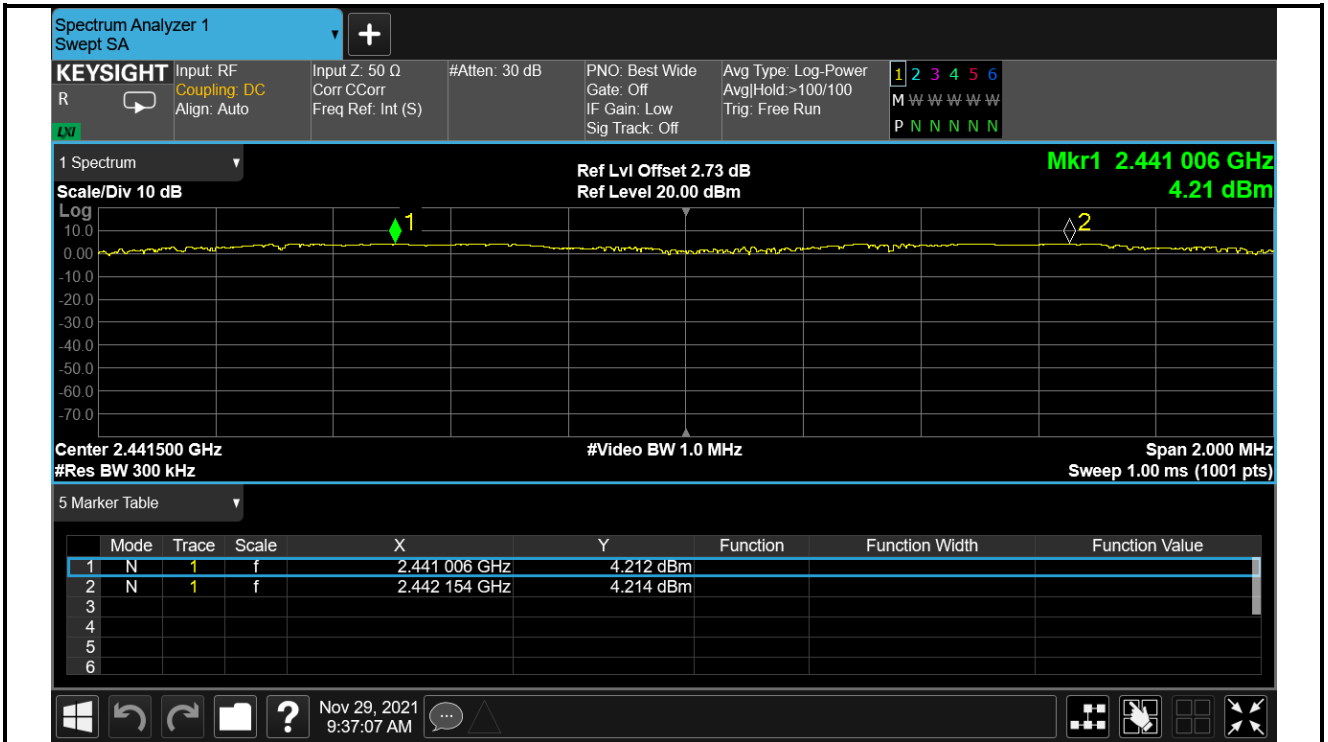 Spectrum Analyzer 1
Swept SA
+
KEYSIGHT
R
LXI
Input: RF
Coupling: DC
Align: Auto
Input Z: 50 Ω
Corr CCorr
Freq Ref: Int (S)
#Atten: 30 dB
PNO: Best Wide
Gate: Off
IF Gain: Low
Sig Track: Off
Avg Type: Log-Power
Avg|Hold:>100/100
Trig: Free Run
1 2 3 4 5 6
M W W W W W
P N N N N N
1 Spectrum
Scale/Div 10 dB
Ref Lvl Offset 2.73 dB
Ref Level 20.00 dBm
Mkr1 2.441 006 GHz
4.21 dBm
Log
10.0
0.00
-10.0
-20.0
-30.0
-40.0
-50.0
-60.0
-70.0
1
2
Center 2.441500 GHz
#Res BW 300 kHz
#Video BW 1.0 MHz
Span 2.000 MHz
Sweep 1.00 ms (1001 pts)
5 Marker Table
Mode Trace Scale X Y Function Function Width Function Value
1 N 1 f 2.441 006 GHz 4.212 dBm
2 N 1 f 2.442 154 GHz 4.214 dBm
3
4
5
6
?
Nov 29, 2021
9:37:07 AM